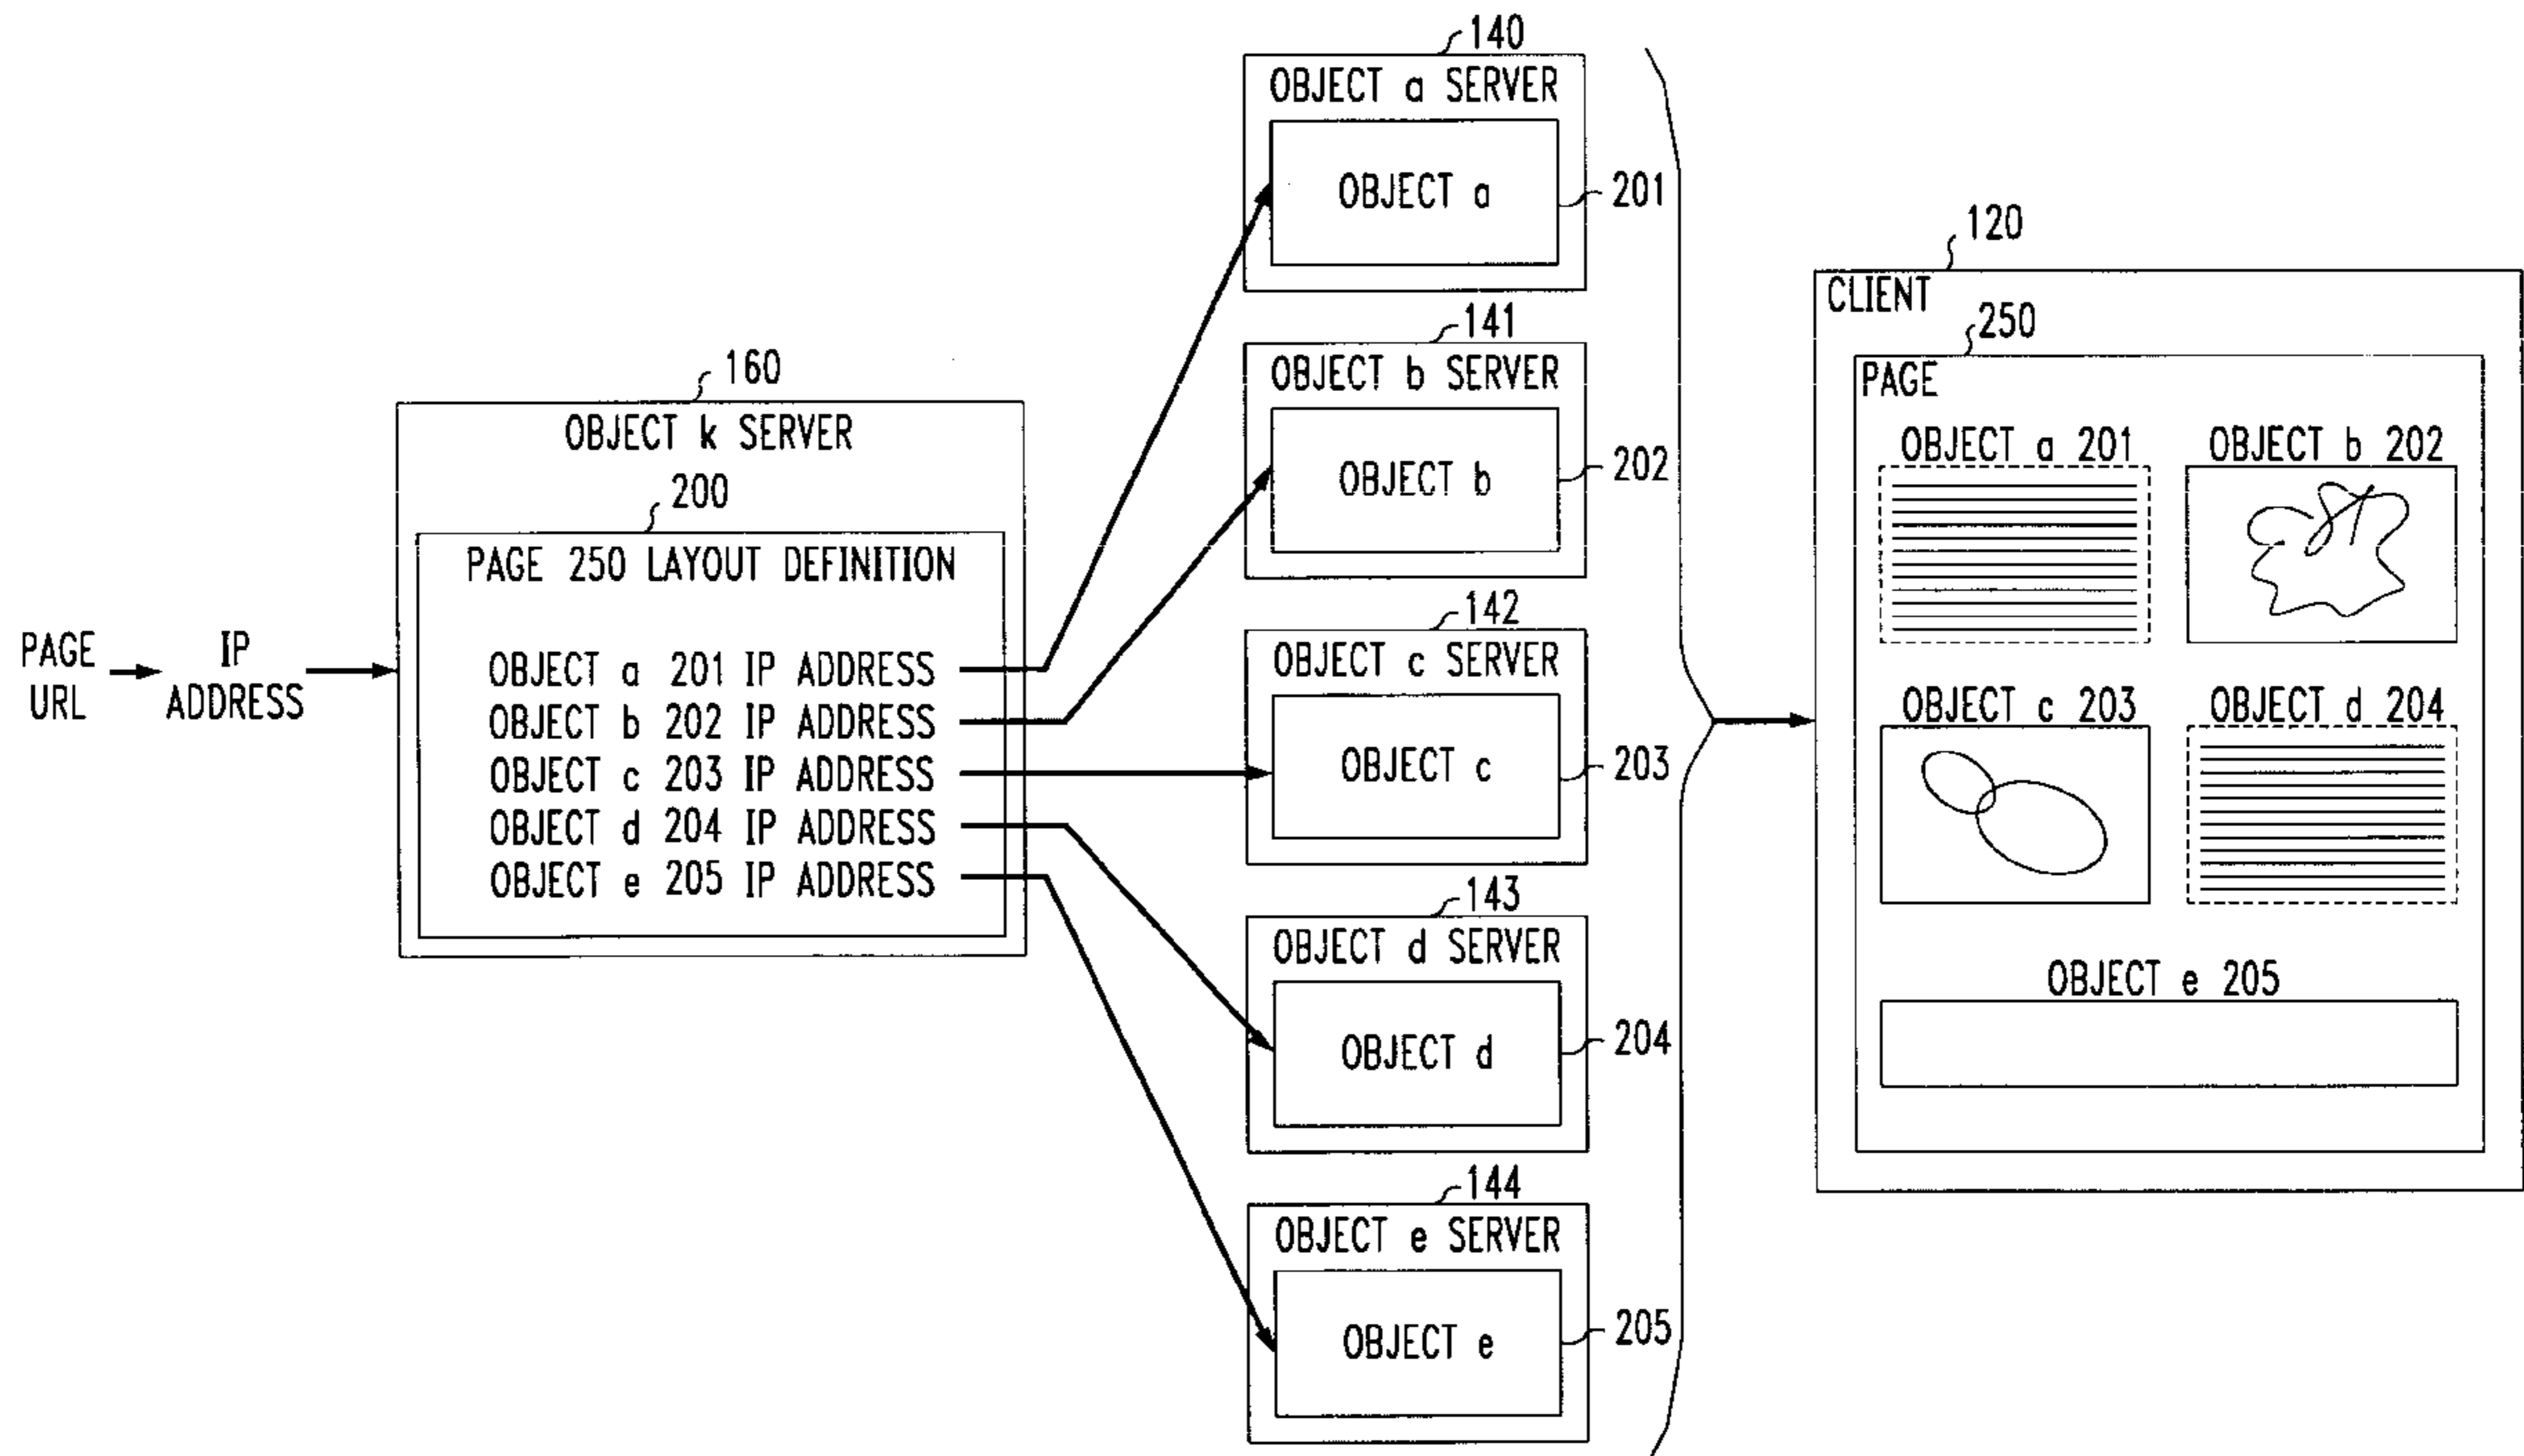 PAGE
URL
IP
ADDRESS
160
OBJECT k SERVER
200
PAGE 250 LAYOUT DEFINITION
OBJECT a 201 IP ADDRESS
OBJECT b 202 IP ADDRESS
OBJECT c 203 IP ADDRESS
OBJECT d 204 IP ADDRESS
OBJECT e 205 IP ADDRESS
140
OBJECT a SERVER
OBJECT a
201
141
OBJECT b SERVER
OBJECT b
202
142
OBJECT c SERVER
OBJECT c
203
143
OBJECT d SERVER
OBJECT d
204
144
OBJECT e SERVER
OBJECT e
205
120
CLIENT
250
PAGE
OBJECT a 201
OBJECT b 202
OBJECT c 203
OBJECT d 204
OBJECT e 205